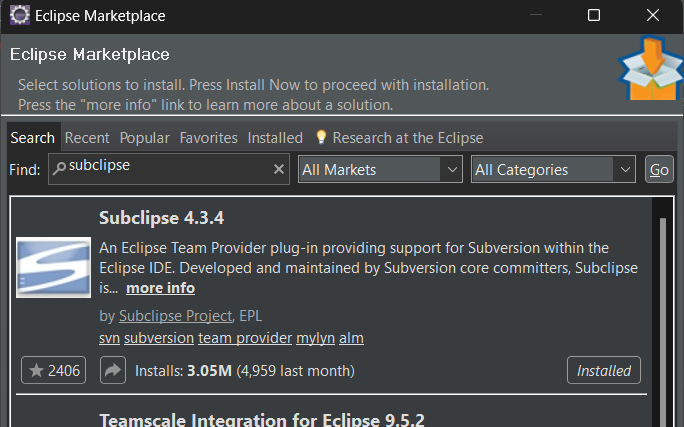 Eclipse Marketplace
Eclipse Marketplace
Select solutions to install. Press Install Now to proceed with installation.
Press the "more info" link to learn more about a solution.
Search Recent Popular Favorites Installed Research at the Eclipse
Find: subclipse All Markets All Categories Go
Subclipse 4.3.4
An Eclipse Team Provider plug-in providing support for Subversion within the
Eclipse IDE. Developed and maintained by Subversion core committers, Subclipse
is... more info
by Subclipse Project, EPL
svn subversion team provider mylyn alm
2406 Installs: 3.05M (4,959 last month) Installed
Teamscale Integration for Eclipse 9.5.2